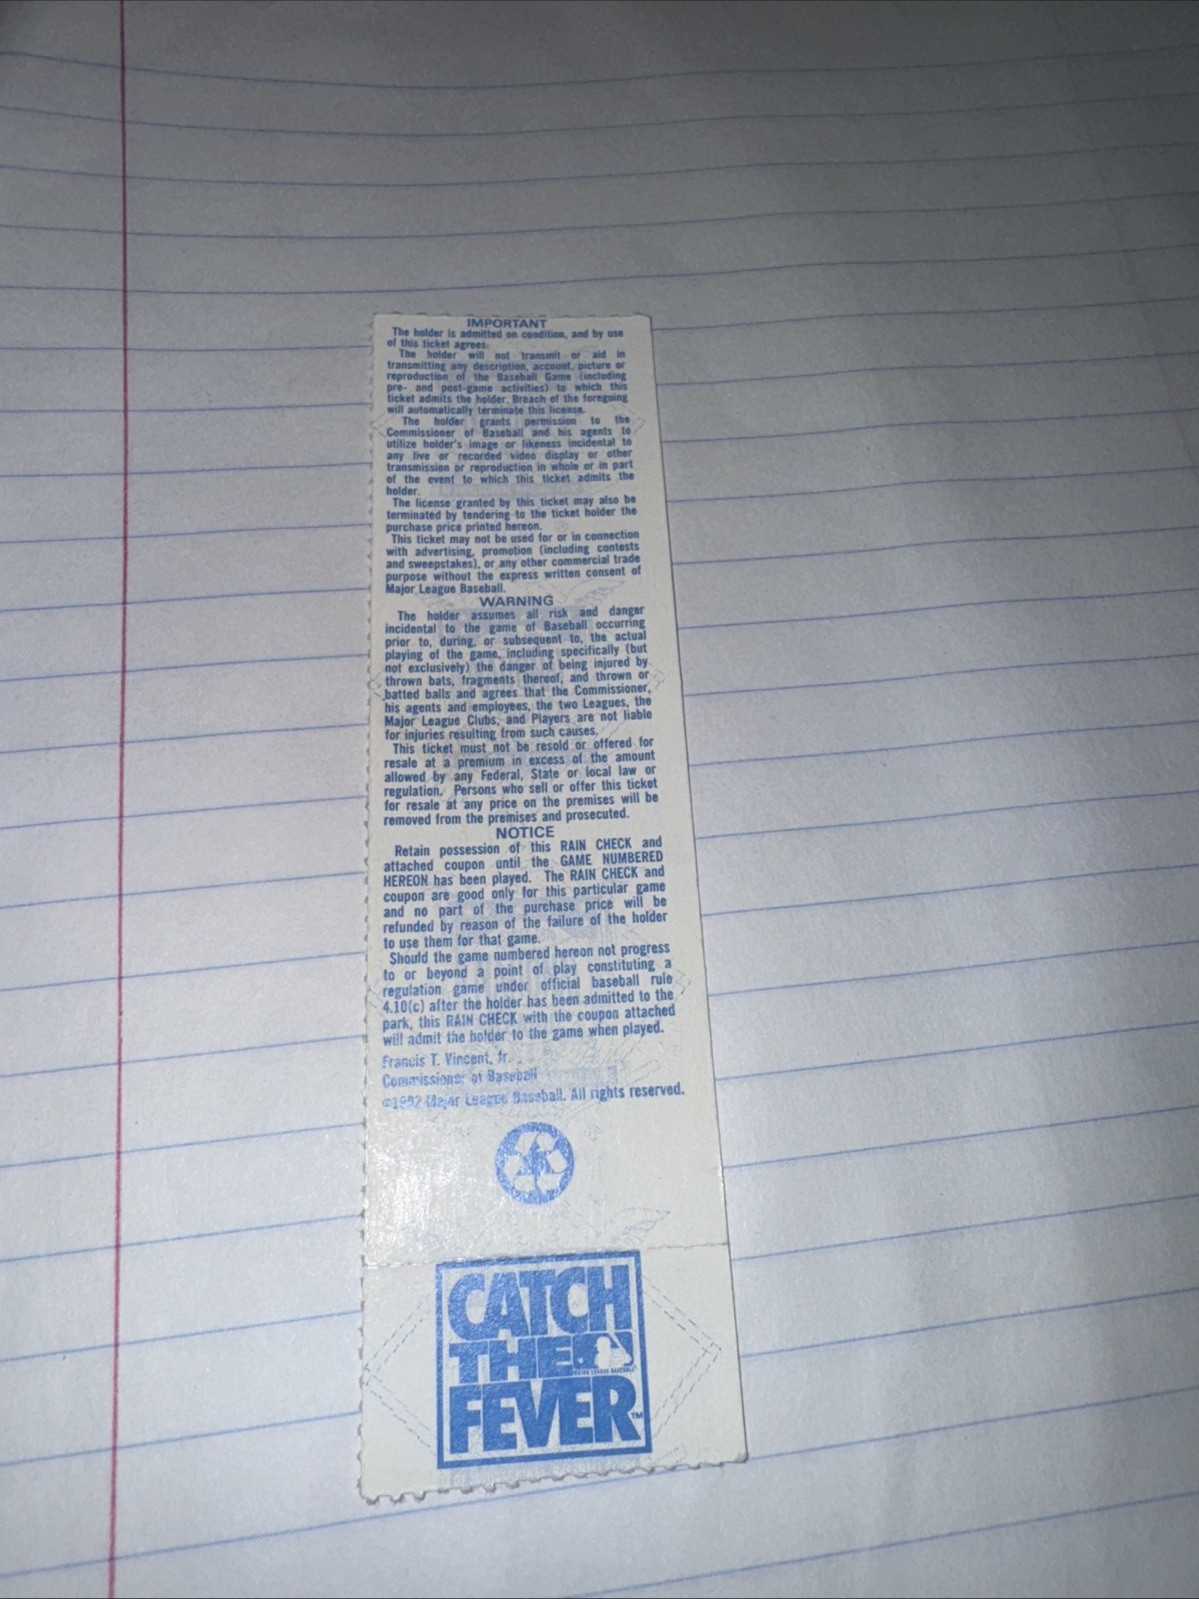 IMPORTANT
The holder is admitted on condition, and by use
of this ticket agrees:
The holder will not transmit or aid in
transmitting any description, account, picture or
reproduction of the Baseball Game (including
pre- and post-game activities) to which this
ticket admits the holder. Breach of the foregoing
will automatically terminate this license.
The holder grants permission to the
Commissioner of Baseball and his agents to
utilize holder's image or likeness incidental to
any live or recorded video display or other
transmission or reproduction in whole or in part
of the event to which this ticket admits the
holder.
The license granted by this ticket may also be
terminated by tendering to the ticket holder the
purchase price printed hereon.
This ticket may not be used for or in connection
with advertising, promotion (including contests
and sweepstakes), or any other commercial trade
purpose without the express written consent of
Major League Baseball.
WARNING
The holder assumes all risk and danger
incidental to the game of Baseball occurring
prior to, during, or subsequent to, the actual
playing of the game, including specifically (but
not exclusively) the danger of being injured by
thrown bats, fragments thereof, and thrown or
batted balls and agrees that the Commissioner,
his agents and employees, the two Leagues, the
Major League Clubs, and Players are not liable
for injuries resulting from such causes.
This ticket must not be resold or offered for
resale at a premium in excess of the amount
allowed by any Federal, State or local law or
regulation. Persons who sell or offer this ticket
for resale at any price on the premises will be
removed from the premises and prosecuted.
NOTICE
Retain possession of this RAIN CHECK and
attached coupon until the GAME NUMBERED
HEREON has been played. The RAIN CHECK and
coupon are good only for this particular game
and no part of the purchase price will be
refunded by reason of the failure of the holder
to use them for that game.
Should the game numbered hereon not progress
to or beyond a point of play constituting a
regulation game under official baseball rule
4.10(c) after the holder has been admitted to the
park, this RAIN CHECK with the coupon attached
will admit the holder to the game when played.
Francis T. Vincent, Jr.
Commissioner of Baseball
©1992 Major League Baseball. All rights reserved.
CATCH
THE
MAJOR LEAGUE BASEBALL
FEVER™